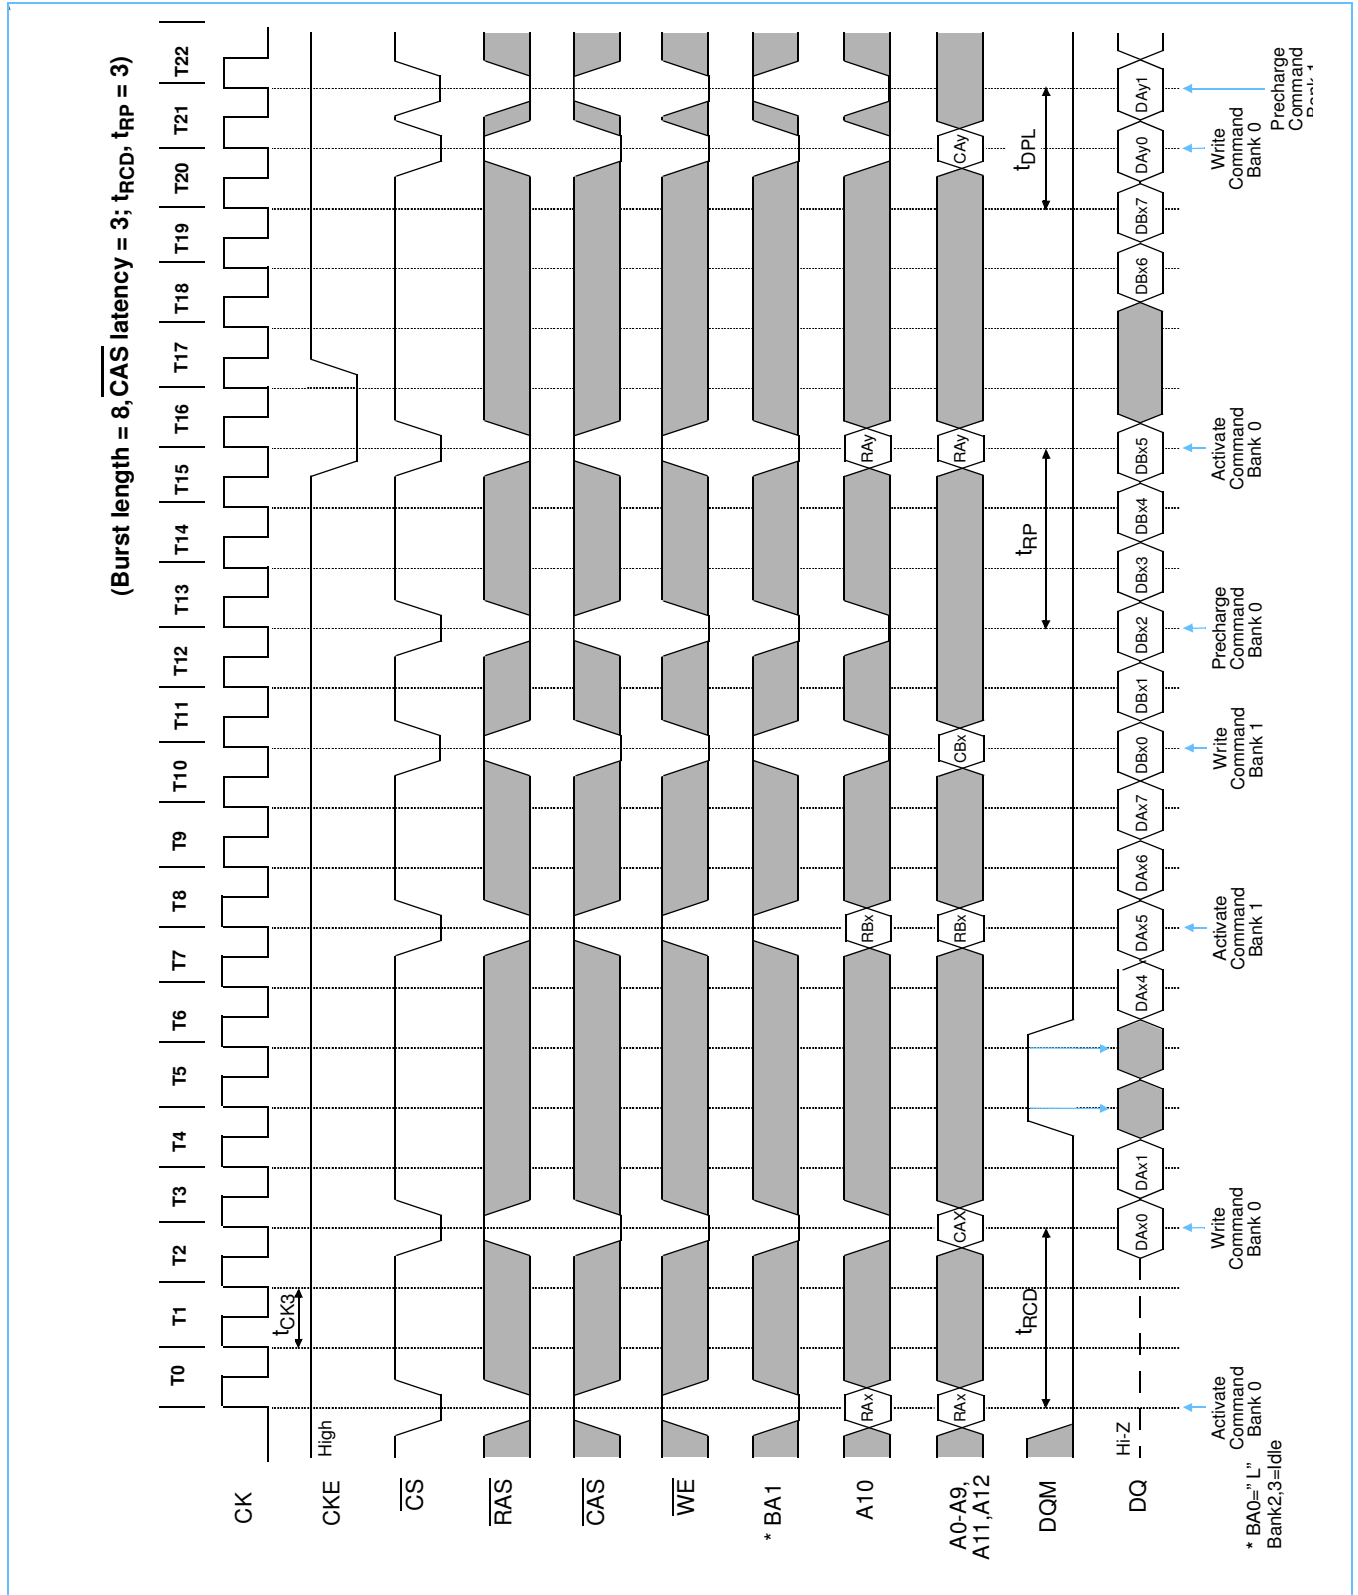 (Burst length = 8, CAS latency = 3; tRCD, tRP = 3)
T0 T1 T2 T3 T4 T5 T6 T7 T8 T9 T10 T11 T12 T13 T14 T15 T16 T17 T18 T19 T20 T21 T22
CK
tCK3
CKE
High
CS
RAS
CAS
WE
* BA1
A10
RAx RBx RAy
A0-A9,
A11,A12
RAx CAX RBx CBx RAy CAy
DQM
tRCD tRP tDPL
DQ
Hi-Z
DAx0 DAx1 DAx4 DAx5 DAx6 DAx7 DBx0 DBx1 DBx2 DBx3 DBx4 DBx5 DBx6 DBx7 DAy0 DAy1
Activate
Command
Bank 0
Write
Command
Bank 0
Activate
Command
Bank 1
Write
Command
Bank 1
Precharge
Command
Bank 0
Activate
Command
Bank 0
Write
Command
Bank 0
Precharge
Command
Bank 1
* BA0=" L"
Bank2,3=Idle